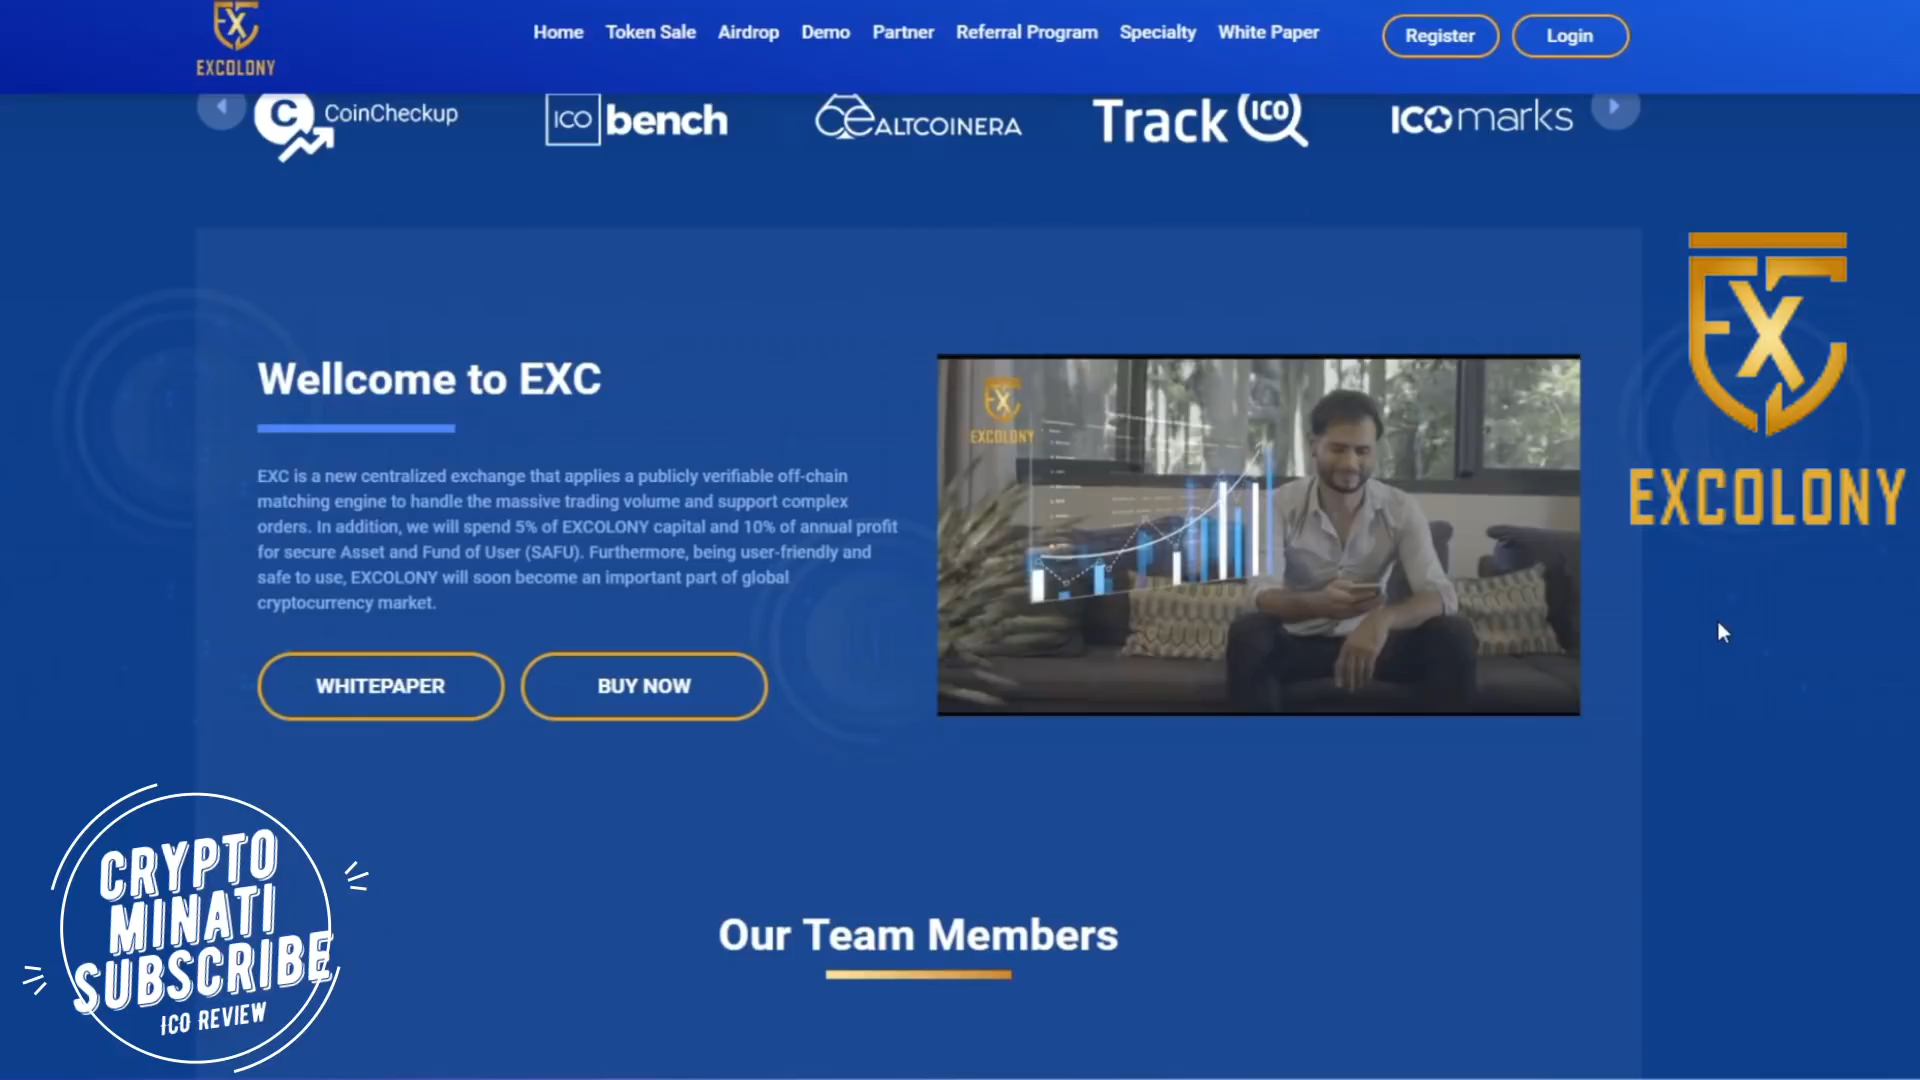 Home Token Sale Airdrop Demo Partner Referral Program Specialty White Paper Register Login
EXCOLONY
CoinCheckup
ICO bench
ALTCOINERA
Track ICO
ICOmarks
Wellcome to EXC
EXC is a new centralized exchange that applies a publicly verifiable off-chain
matching engine to handle the massive trading volume and support complex
orders. In addition, we will spend 5% of EXCOLONY capital and 10% of annual profit
for secure Asset and Fund of User (SAFU). Furthermore, being user-friendly and
safe to use, EXCOLONY will soon become an important part of global
cryptocurrency market.
WHITEPAPER BUY NOW
EXCOLONY
EXCOLONY
Our Team Members
CRYPTO
MINATI
SUBSCRIBE
ICO REVIEW